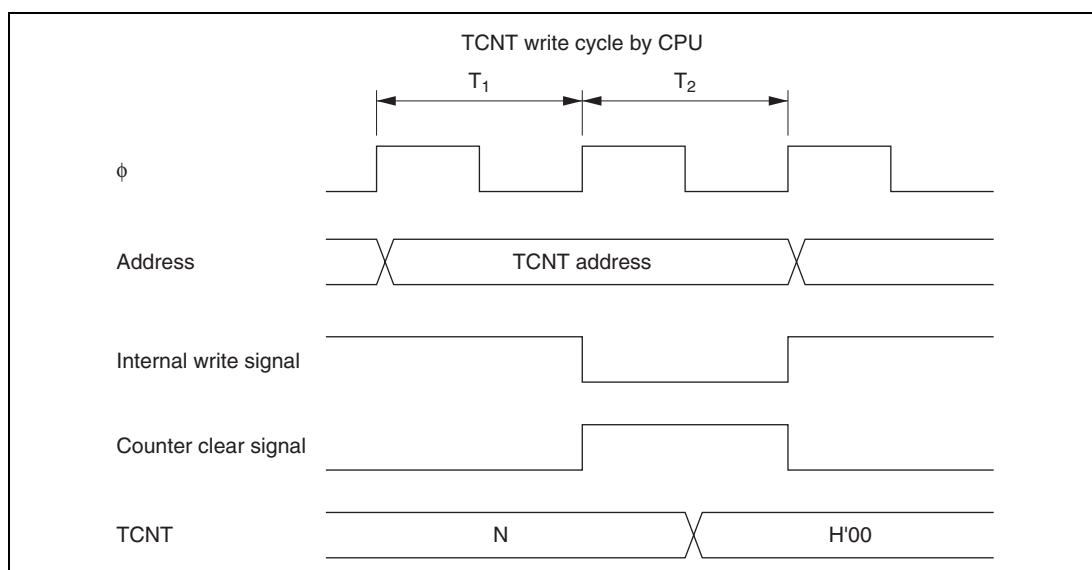 TCNT write cycle by CPU
T₁ T₂
ϕ
Address TCNT address
Internal write signal
Counter clear signal
TCNT N H'00